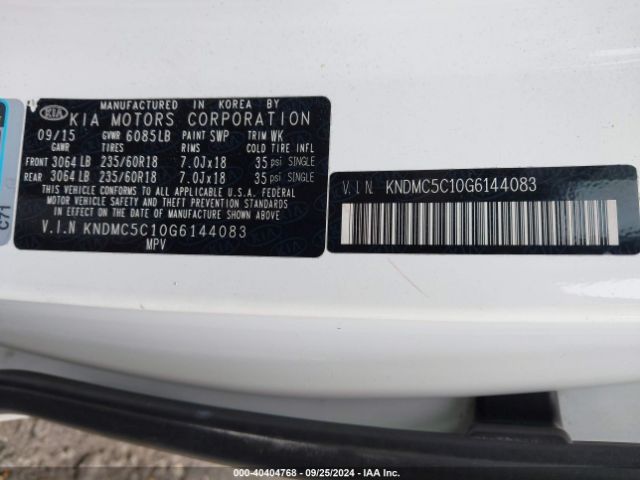 KIA
MANUFACTURED IN KOREA BY
KIA MOTORS CORPORATION
09/15 GVWR 6085LB PAINT SWP TRIM WK
GAWR TIRES RIMS COLD TIRE INFL
FRONT 3064 LB 235/60R18 7.0Jx18 35 psi SINGLE
REAR 3064 LB 235/60R18 7.0Jx18 35 psi SINGLE
THIS VEHICLE CONFORMS TO ALL APPLICABLE U.S.A. FEDERAL
MOTOR VEHICLE SAFETY AND THEFT PREVENTION STANDARDS
IN EFFECT ON THE DATE OF MANUFACTURE SHOWN ABOVE.
V.I.N KNDMC5C10G6144083
MPV
V.I.N KNDMC5C10G6144083
C71
000-40404768 - 09/25/2024 - IAA Inc.